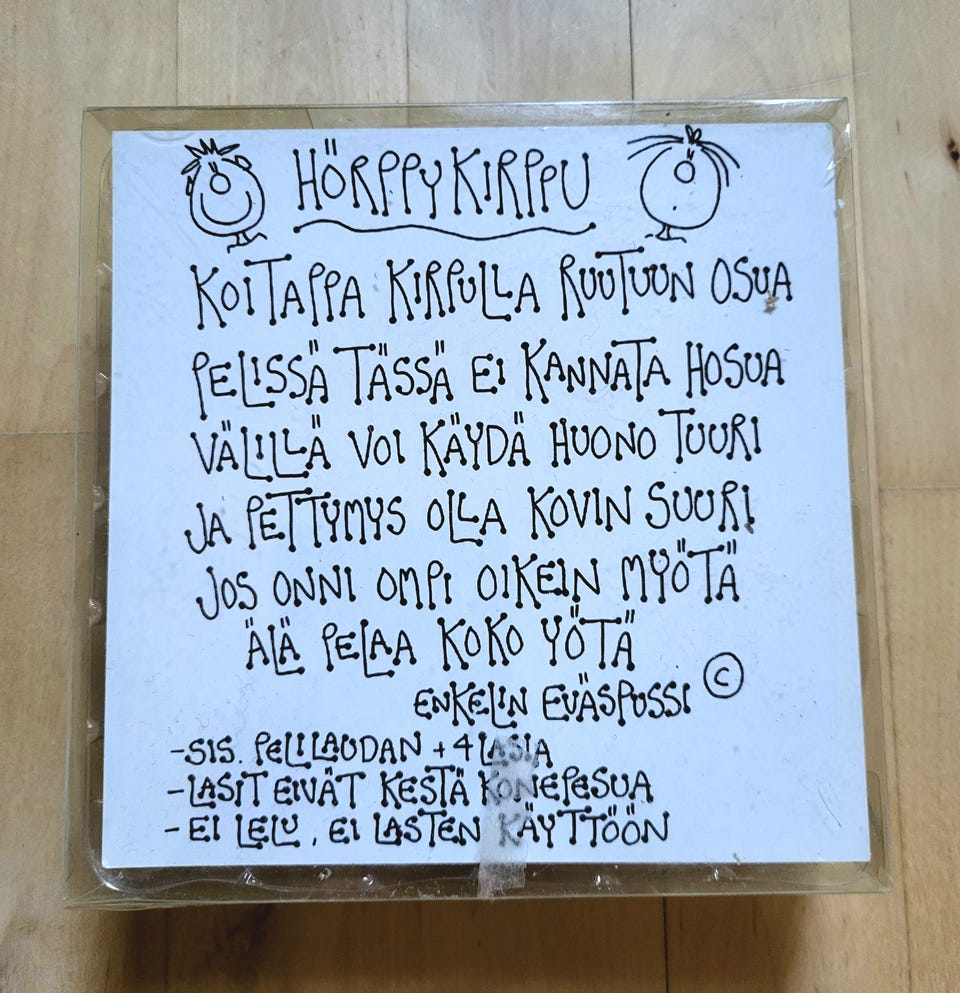 HÖRPPYKIRPPU
KOITAPPA KIRPULLA RUUTUUN OSUA
PELISSÄ TÄSSÄ EI KANNATA HOSUA
VÄLILLÄ VOI KÄYDÄ HUONO TUURI
JA PETTYMYS OLLA KOVIN SUURI
JOS ONNI OMPI OIKEIN MYÖTÄ
ÄLÄ PELAA KOKO YÖTÄ
ENKELIN EVÄSPUSSI ©
-SIS. PELILAUDAN + 4 LASIA
-LASIT EIVÄT KESTÄ KONEPESUA
- EI LELU, EI LASTEN KÄYTTÖÖN